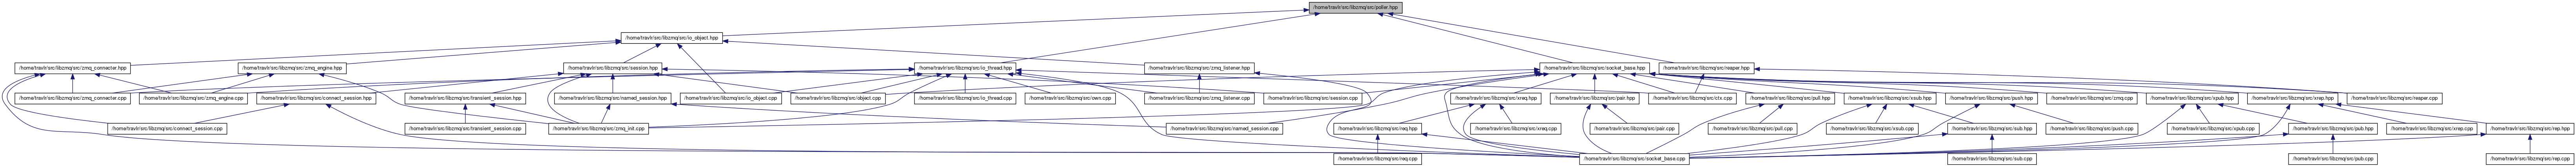 /home/travlr/src/libzmq/src/poller.hpp
/home/travlr/src/libzmq/src/io_object.hpp
/home/travlr/src/libzmq/src/zmq_connecter.hpp
/home/travlr/src/libzmq/src/zmq_engine.hpp
/home/travlr/src/libzmq/src/session.hpp
/home/travlr/src/libzmq/src/io_thread.hpp
/home/travlr/src/libzmq/src/zmq_listener.hpp
/home/travlr/src/libzmq/src/socket_base.hpp
/home/travlr/src/libzmq/src/reaper.hpp
/home/travlr/src/libzmq/src/zmq_connecter.cpp
/home/travlr/src/libzmq/src/zmq_engine.cpp
/home/travlr/src/libzmq/src/connect_session.hpp
/home/travlr/src/libzmq/src/transient_session.hpp
/home/travlr/src/libzmq/src/named_session.hpp
/home/travlr/src/libzmq/src/io_object.cpp
/home/travlr/src/libzmq/src/object.cpp
/home/travlr/src/libzmq/src/io_thread.cpp
/home/travlr/src/libzmq/src/own.cpp
/home/travlr/src/libzmq/src/zmq_listener.cpp
/home/travlr/src/libzmq/src/session.cpp
/home/travlr/src/libzmq/src/xreq.hpp
/home/travlr/src/libzmq/src/pair.hpp
/home/travlr/src/libzmq/src/ctx.cpp
/home/travlr/src/libzmq/src/pull.hpp
/home/travlr/src/libzmq/src/xsub.hpp
/home/travlr/src/libzmq/src/push.hpp
/home/travlr/src/libzmq/src/zmq.cpp
/home/travlr/src/libzmq/src/xpub.hpp
/home/travlr/src/libzmq/src/xrep.hpp
/home/travlr/src/libzmq/src/reaper.cpp
/home/travlr/src/libzmq/src/connect_session.cpp
/home/travlr/src/libzmq/src/transient_session.cpp
/home/travlr/src/libzmq/src/zmq_init.cpp
/home/travlr/src/libzmq/src/named_session.cpp
/home/travlr/src/libzmq/src/req.hpp
/home/travlr/src/libzmq/src/xreq.cpp
/home/travlr/src/libzmq/src/pair.cpp
/home/travlr/src/libzmq/src/pull.cpp
/home/travlr/src/libzmq/src/xsub.cpp
/home/travlr/src/libzmq/src/sub.hpp
/home/travlr/src/libzmq/src/push.cpp
/home/travlr/src/libzmq/src/xpub.cpp
/home/travlr/src/libzmq/src/pub.hpp
/home/travlr/src/libzmq/src/xrep.cpp
/home/travlr/src/libzmq/src/rep.hpp
/home/travlr/src/libzmq/src/req.cpp
/home/travlr/src/libzmq/src/socket_base.cpp
/home/travlr/src/libzmq/src/sub.cpp
/home/travlr/src/libzmq/src/pub.cpp
/home/travlr/src/libzmq/src/rep.cpp